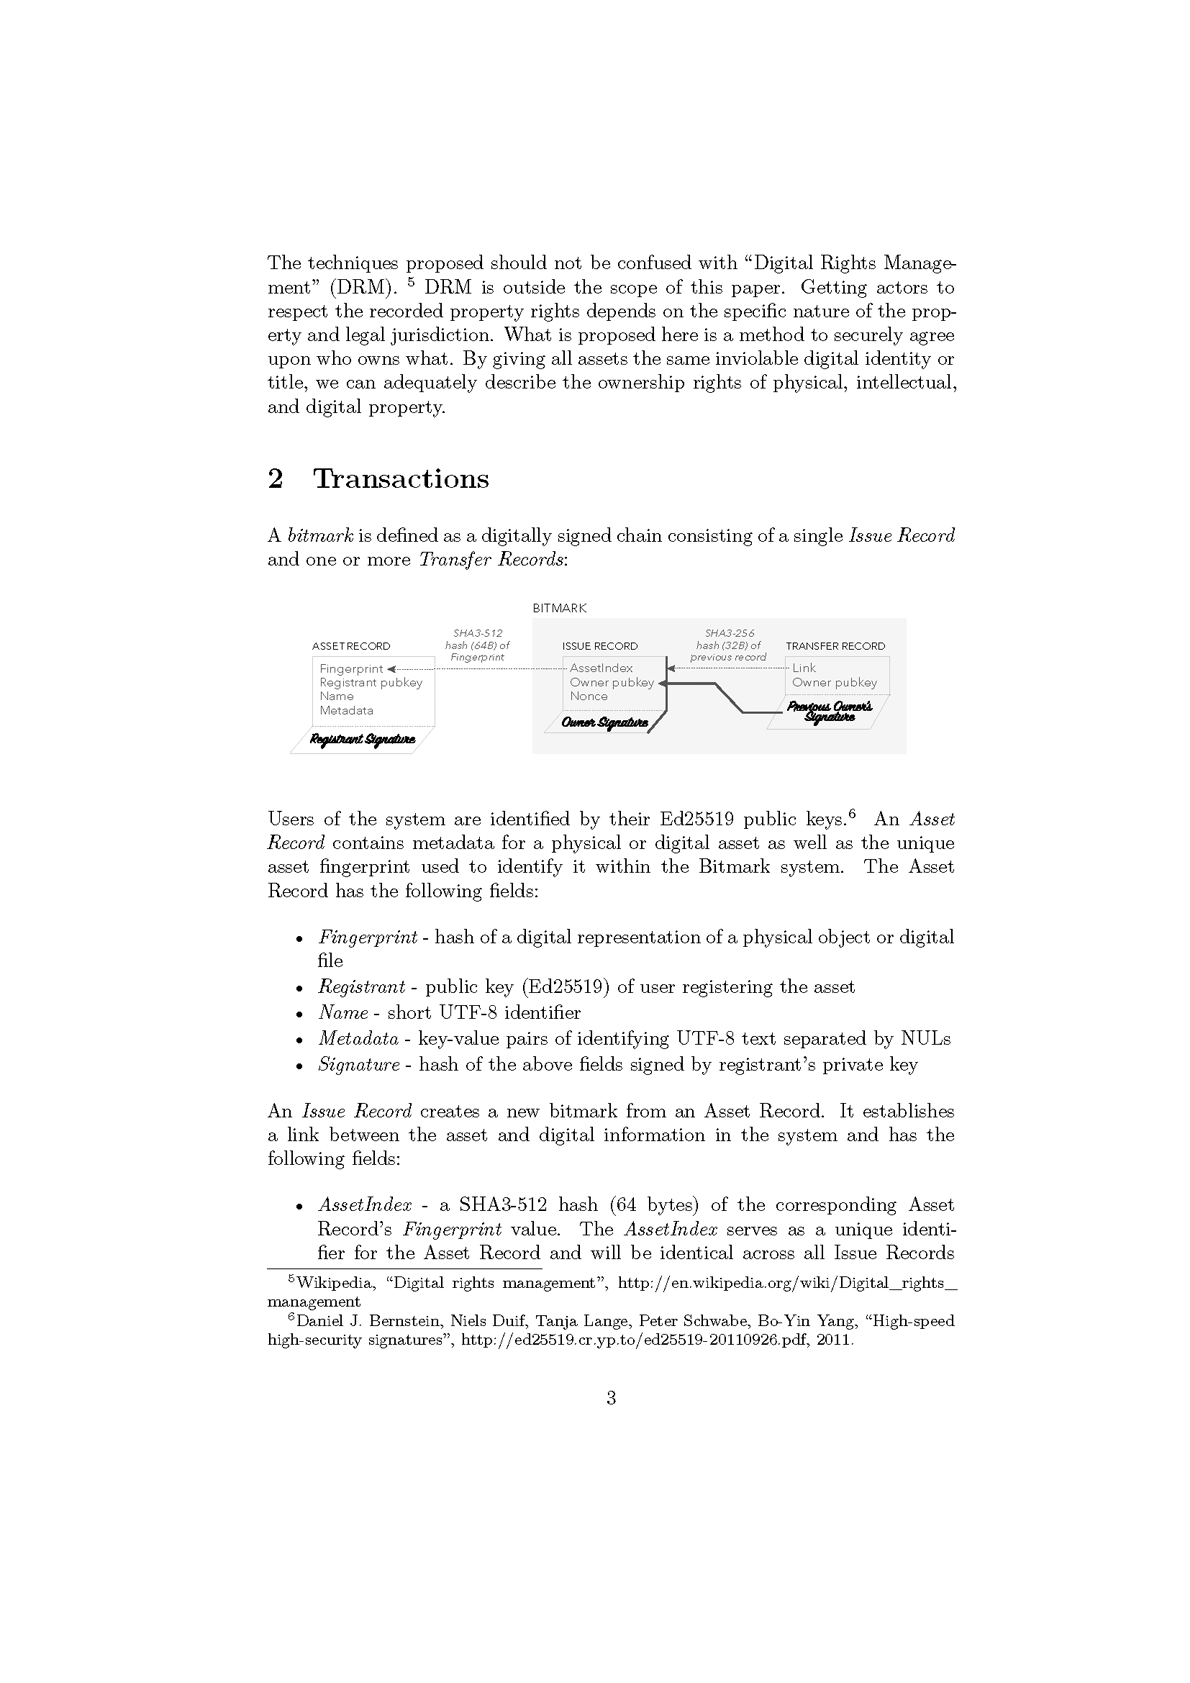 The techniques proposed should not be confused with “Digital Rights Manage-
ment” (DRM). 5 DRM is outside the scope of this paper. Getting actors to
respect the recorded property rights depends on the specific nature of the prop-
erty and legal jurisdiction. What is proposed here is a method to securely agree
upon who owns what. By giving all assets the same inviolable digital identity or
title, we can adequately describe the ownership rights of physical, intellectual,
and digital property.
2 Transactions
A bitmark is defined as a digitally signed chain consisting of a single Issue Record
and one or more Transfer Records:
BITMARK
ASSET RECORD
Fingerprint
Registrant pubkey
Name
Metadata
Registrant Signature
SHA3-512
hash (64B) of
Fingerprint
ISSUE RECORD
AssetIndex
Owner pubkey
Nonce
Owner Signature
SHA3-256
hash (32B) of
previous record
TRANSFER RECORD
Link
Owner pubkey
Previous Owner's
Signature
Users of the system are identified by their Ed25519 public keys.6 An Asset
Record contains metadata for a physical or digital asset as well as the unique
asset fingerprint used to identify it within the Bitmark system. The Asset
Record has the following fields:
• Fingerprint - hash of a digital representation of a physical object or digital
file
• Registrant - public key (Ed25519) of user registering the asset
• Name - short UTF-8 identifier
• Metadata - key-value pairs of identifying UTF-8 text separated by NULs
• Signature - hash of the above fields signed by registrant’s private key
An Issue Record creates a new bitmark from an Asset Record. It establishes
a link between the asset and digital information in the system and has the
following fields:
• AssetIndex - a SHA3-512 hash (64 bytes) of the corresponding Asset
Record’s Fingerprint value. The AssetIndex serves as a unique identi-
fier for the Asset Record and will be identical across all Issue Records
5Wikipedia, “Digital rights management”, http://en.wikipedia.org/wiki/Digital_rights_
management
6Daniel J. Bernstein, Niels Duif, Tanja Lange, Peter Schwabe, Bo-Yin Yang, “High-speed
high-security signatures”, http://ed25519.cr.yp.to/ed25519-20110926.pdf, 2011.
3